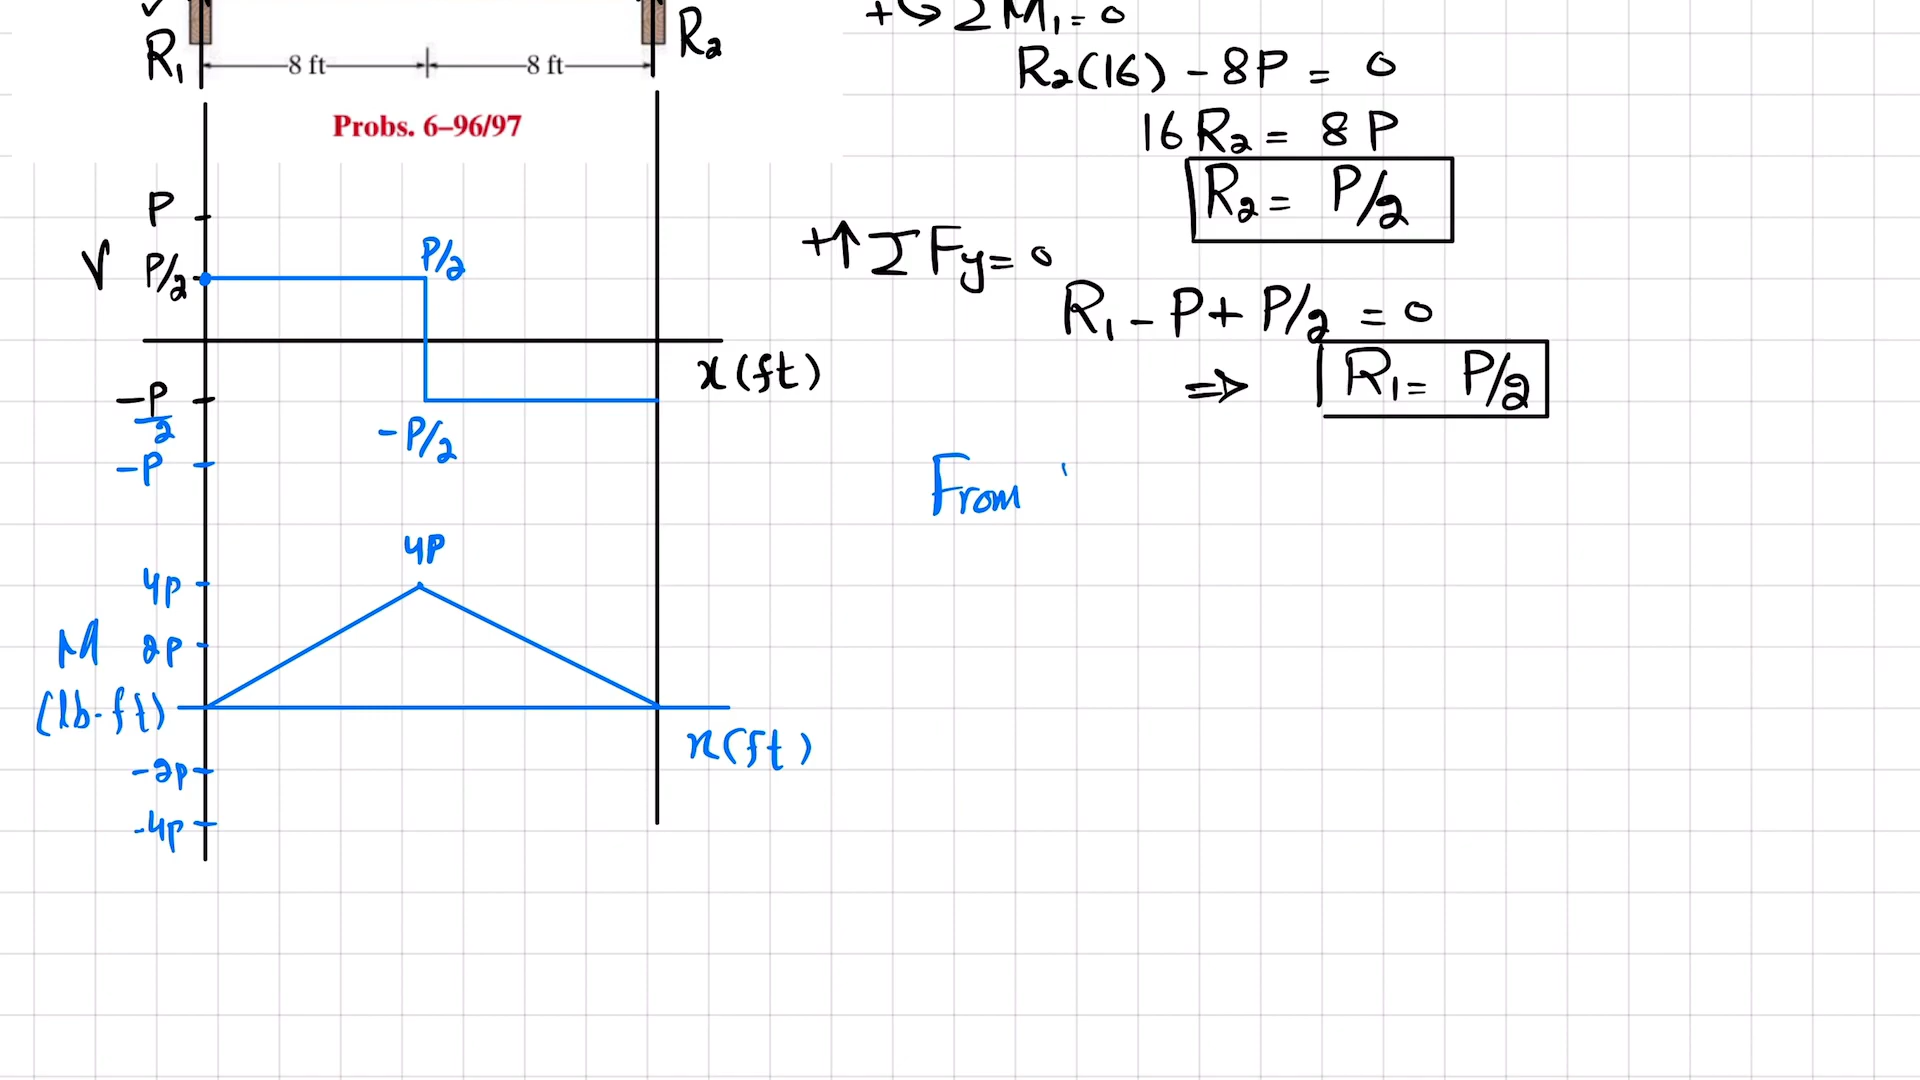 R₁ R₂
8 ft 8 ft
Probs. 6–96/97
P
V P/2 P/2
x(ft)
-P/2
-P/2
-P
4P
4P
M 2P
(lb-ft)
x(ft)
-2P
-4P
+ ΣM₁ = 0
R₂(16) - 8P = 0
16R₂ = 8P
R₂ = P/2
+↑ ΣFy = 0
R₁ - P + P/2 = 0
⇒ R₁ = P/2
From